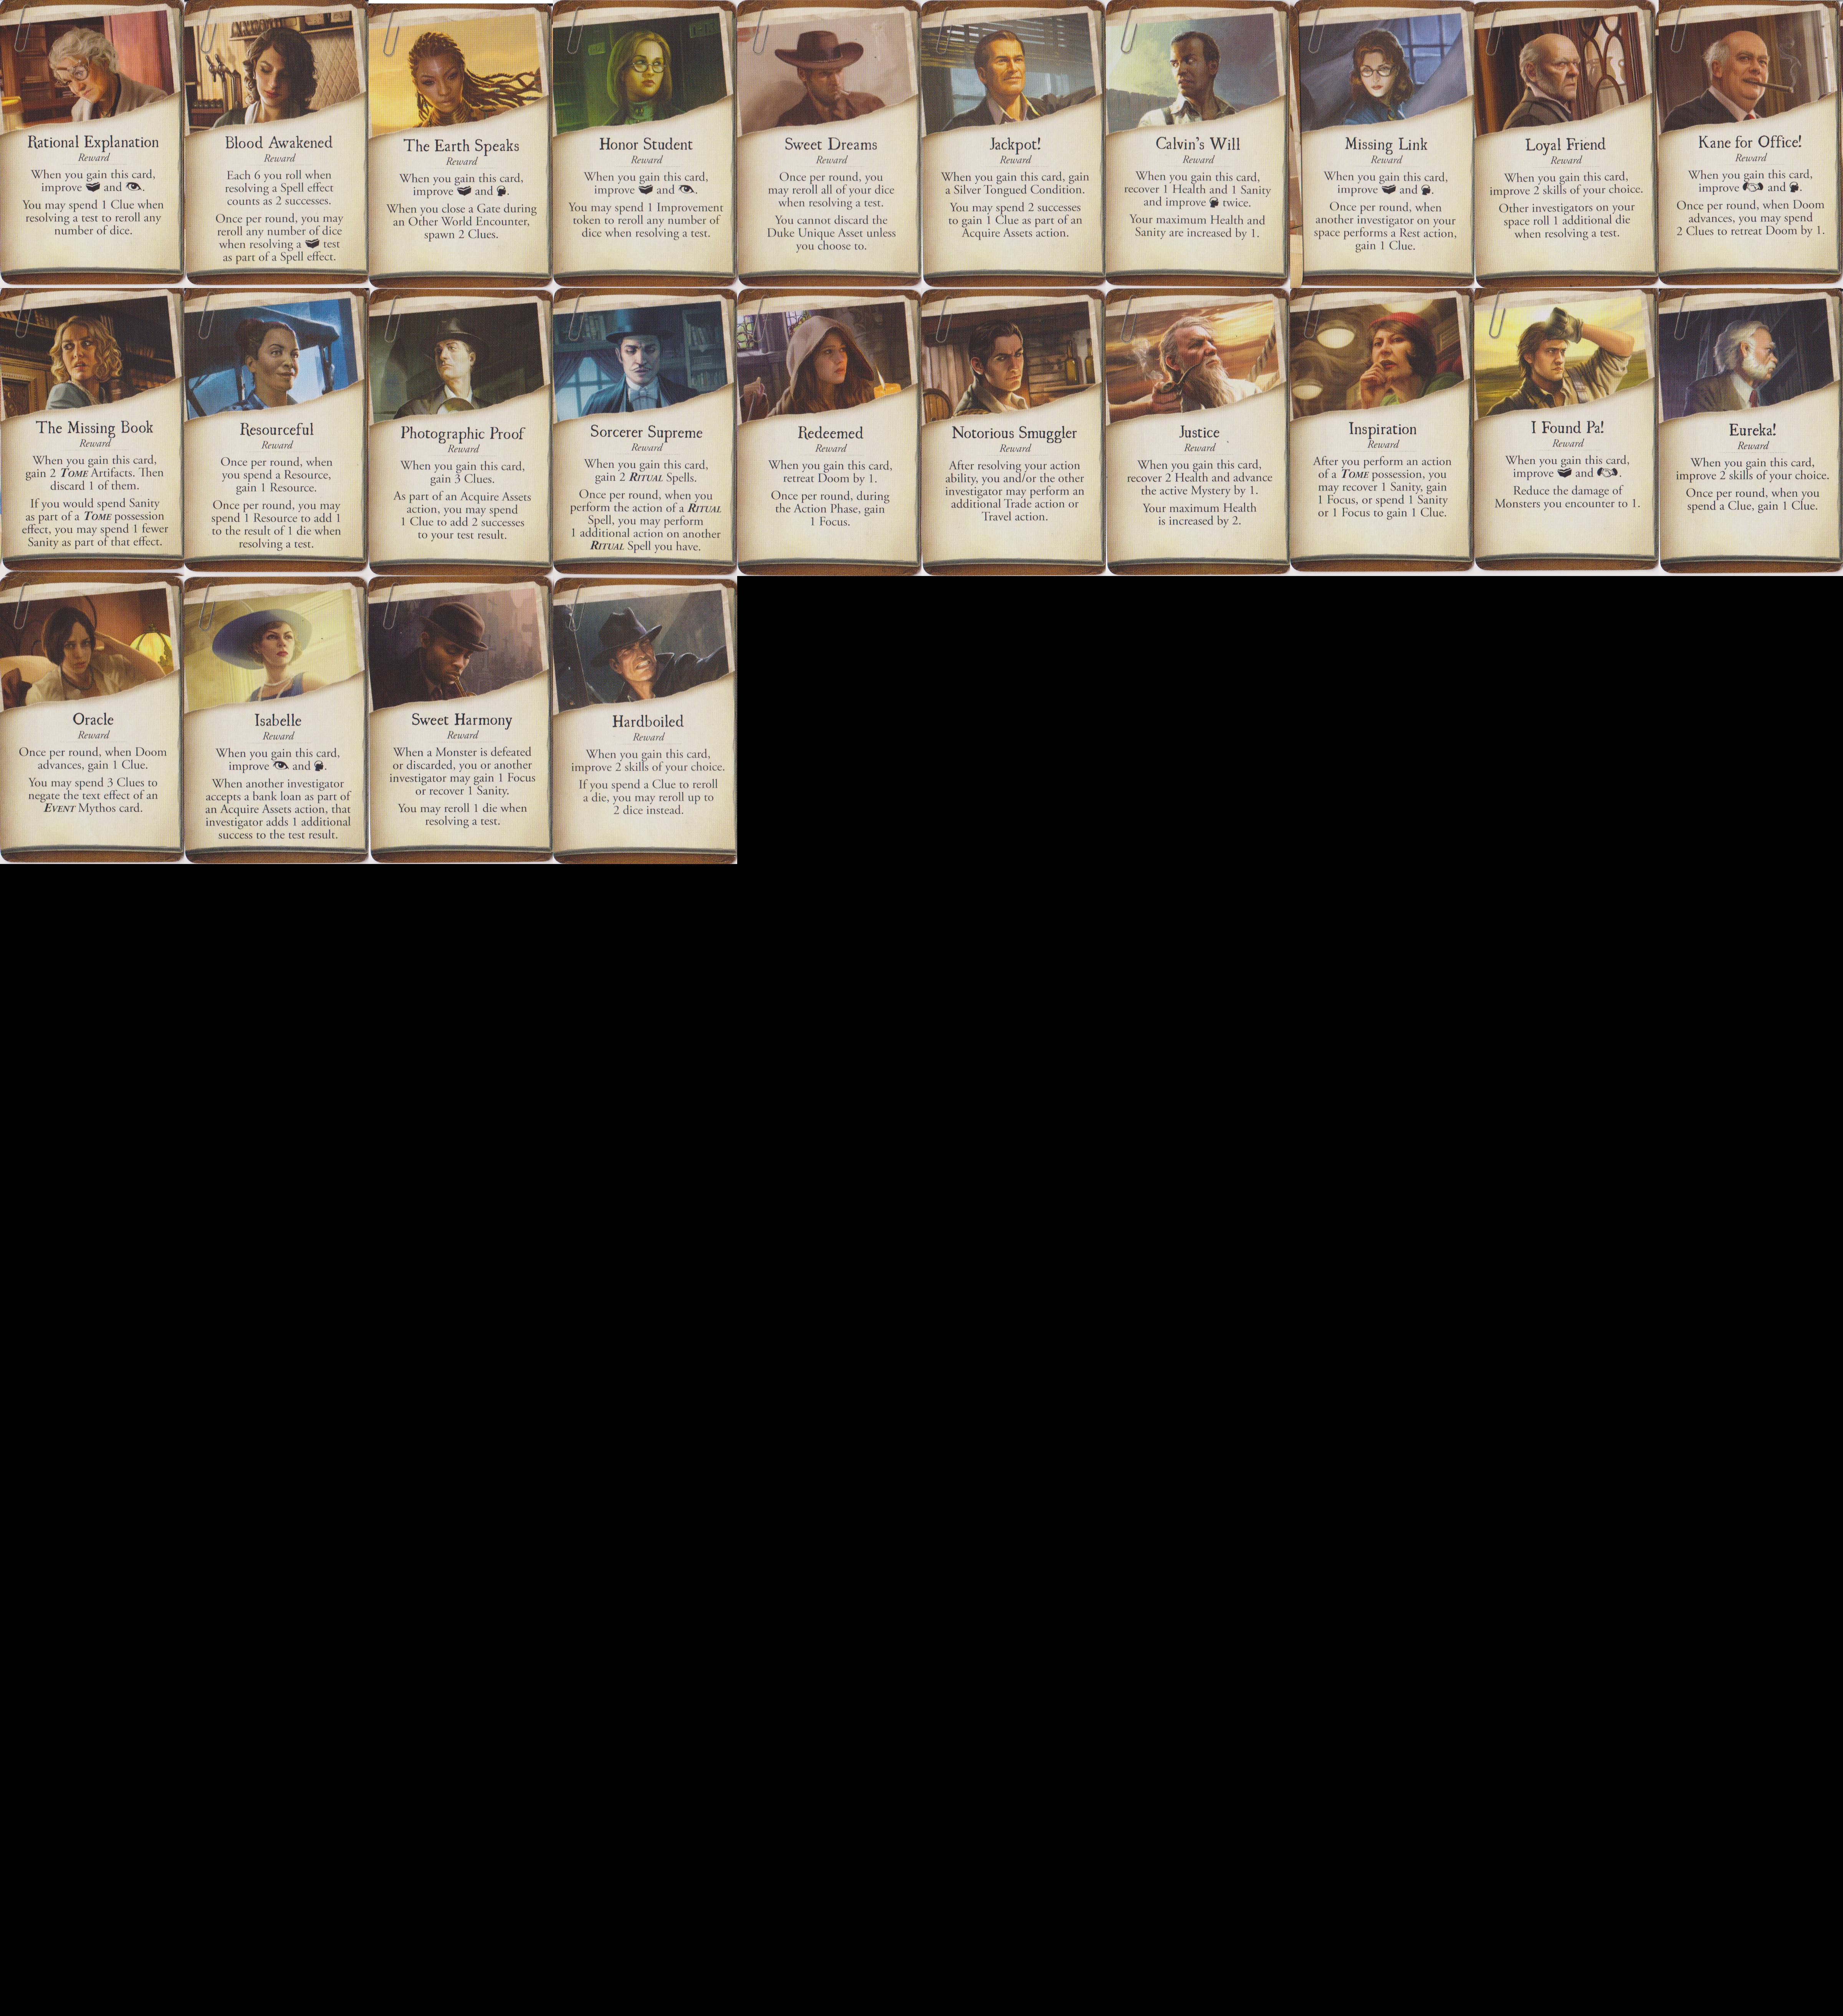 Rational Explanation
Reward
When you gain this card,
improve and .
You may spend 1 Clue when
resolving a test to reroll any
number of dice.
Blood Awakened
Reward
Each 6 you roll when
resolving a Spell effect
counts as 2 successes.
Once per round, you may
reroll any number of dice
when resolving a test
as part of a Spell effect.
The Earth Speaks
Reward
When you gain this card,
improve and .
When you close a Gate during
an Other World Encounter,
spawn 2 Clues.
Honor Student
Reward
When you gain this card,
improve and .
You may spend 1 Improvement
token to reroll any number of
dice when resolving a test.
Sweet Dreams
Reward
Once per round, you
may reroll all of your dice
when resolving a test.
You cannot discard the
Duke Unique Asset unless
you choose to.
Jackpot!
Reward
When you gain this card, gain
a Silver Tongued Condition.
You may spend 2 successes
to gain 1 Clue as part of an
Acquire Assets action.
Calvin's Will
Reward
When you gain this card,
recover 1 Health and 1 Sanity
and improve twice.
Your maximum Health and
Sanity are increased by 1.
Missing Link
Reward
When you gain this card,
improve and .
Once per round, when
another investigator on your
space performs a Rest action,
gain 1 Clue.
Loyal Friend
Reward
When you gain this card,
improve 2 skills of your choice.
Other investigators on your
space roll 1 additional die
when resolving a test.
Kane for Office!
Reward
When you gain this card,
improve and .
Once per round, when Doom
advances, you may spend
2 Clues to retreat Doom by 1.
The Missing Book
Reward
When you gain this card,
gain 2 TOME Artifacts. Then
discard 1 of them.
If you would spend Sanity
as part of a TOME possession
effect, you may spend 1 fewer
Sanity as part of that effect.
Resourceful
Reward
Once per round, when
you spend a Resource,
gain 1 Resource.
Once per round, you may
spend 1 Resource to add 1
to the result of 1 die when
resolving a test.
Photographic Proof
Reward
When you gain this card,
gain 3 Clues.
As part of an Acquire Assets
action, you may spend
1 Clue to add 2 successes
to your test result.
Sorcerer Supreme
Reward
When you gain this card,
gain 2 RITUAL Spells.
Once per round, when you
perform the action of a RITUAL
Spell, you may perform
1 additional action on another
RITUAL Spell you have.
Redeemed
Reward
When you gain this card,
retreat Doom by 1.
Once per round, during
the Action Phase, gain
1 Focus.
Notorious Smuggler
Reward
After resolving your action
ability, you and/or the other
investigator may perform an
additional Trade action or
Travel action.
Justice
Reward
When you gain this card,
recover 2 Health and advance
the active Mystery by 1.
Your maximum Health
is increased by 2.
Inspiration
Reward
After you perform an action
of a TOME possession, you
may recover 1 Sanity, gain
1 Focus, or spend 1 Sanity
or 1 Focus to gain 1 Clue.
I Found Pa!
Reward
When you gain this card,
improve and .
Reduce the damage of
Monsters you encounter to 1.
Eureka!
Reward
When you gain this card,
improve 2 skills of your choice.
Once per round, when you
spend a Clue, gain 1 Clue.
Oracle
Reward
Once per round, when Doom
advances, gain 1 Clue.
You may spend 3 Clues to
negate the text effect of an
EVENT Mythos card.
Isabelle
Reward
When you gain this card,
improve and .
When another investigator
accepts a bank loan as part of
an Acquire Assets action, that
investigator adds 1 additional
success to the test result.
Sweet Harmony
Reward
When a Monster is defeated
or discarded, you or another
investigator may gain 1 Focus
or recover 1 Sanity.
You may reroll 1 die when
resolving a test.
Hardboiled
Reward
When you gain this card,
improve 2 skills of your choice.
If you spend a Clue to reroll
a die, you may reroll up to
2 dice instead.